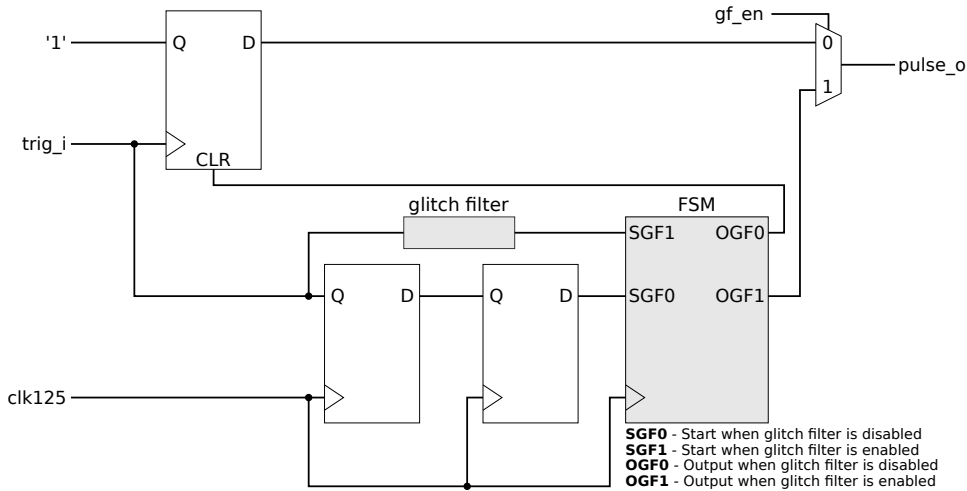 gf_en
'1'
Q
D
0
pulse_o
1
trig_i
CLR
glitch filter
FSM
SGF1
OGF0
Q
D
Q
D
SGF0
OGF1
clk125
SGF0 - Start when glitch filter is disabled
SGF1 - Start when glitch filter is enabled
OGF0 - Output when glitch filter is disabled
OGF1 - Output when glitch filter is enabled